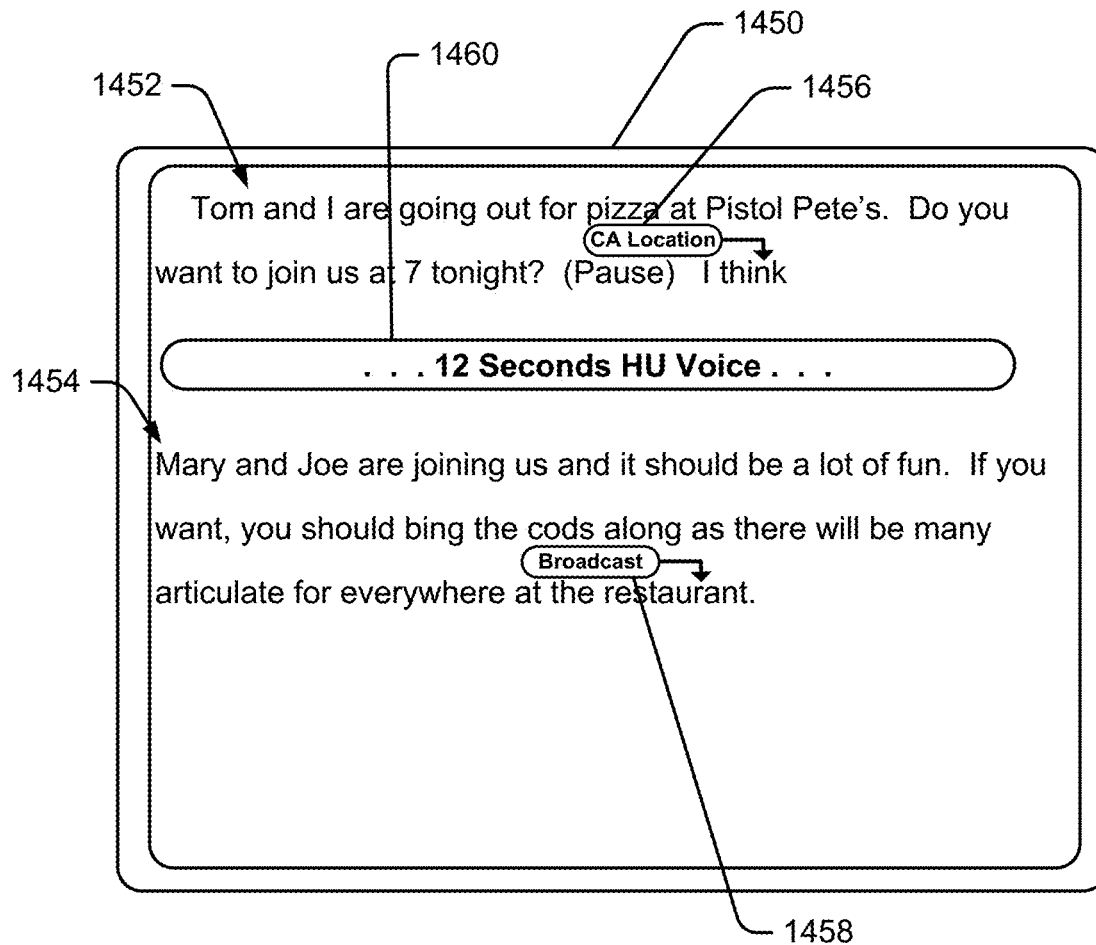 1450
1460
1452
1456
Tom and I are going out for pizza at Pistol Pete's. Do you
CA Location
want to join us at 7 tonight? (Pause) I think
. . . 12 Seconds HU Voice . . .
1454
Mary and Joe are joining us and it should be a lot of fun. If you
want, you should bing the cods along as there will be many
Broadcast
articulate for everywhere at the restaurant.
1458